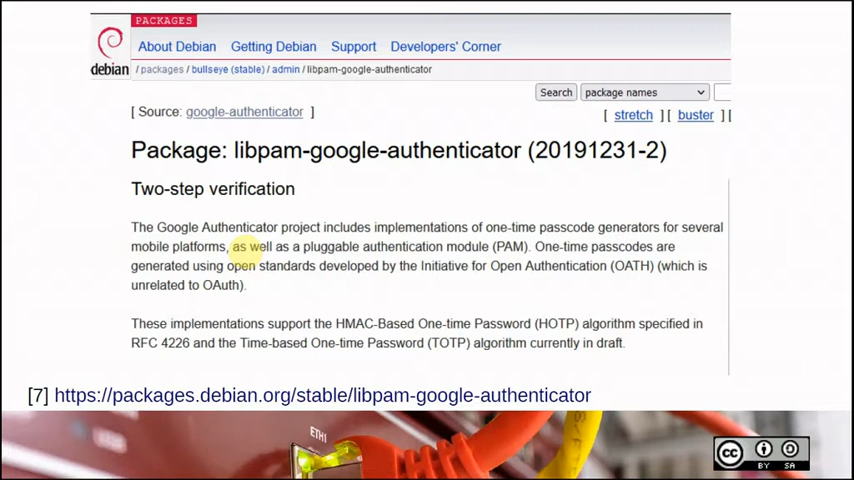 PACKAGES
About Debian Getting Debian Support Developers' Corner
debian / packages / bullseye (stable) / admin / libpam-google-authenticator
Search package names
[ Source: google-authenticator ] [ stretch ] [ buster ] [
Package: libpam-google-authenticator (20191231-2)
Two-step verification
The Google Authenticator project includes implementations of one-time passcode generators for several
mobile platforms, as well as a pluggable authentication module (PAM). One-time passcodes are
generated using open standards developed by the Initiative for Open Authentication (OATH) (which is
unrelated to OAuth).
These implementations support the HMAC-Based One-time Password (HOTP) algorithm specified in
RFC 4226 and the Time-based One-time Password (TOTP) algorithm currently in draft.
[7] https://packages.debian.org/stable/libpam-google-authenticator
ETH1
cc BY SA